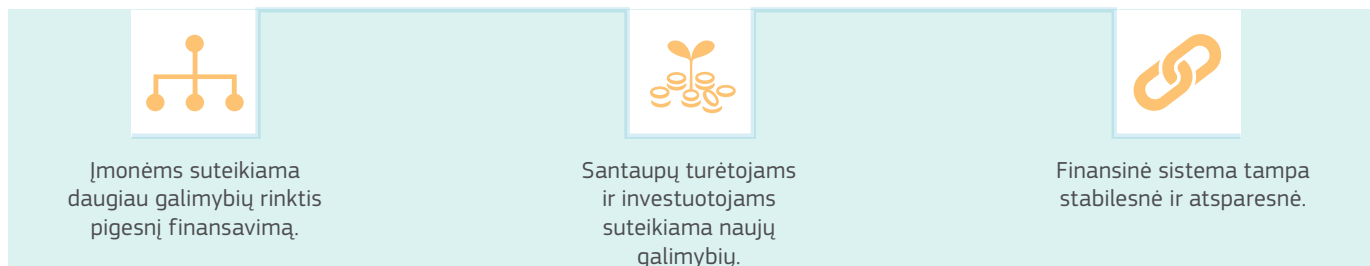 Įmonėms suteikiama
daugiau galimybių rinktis
pigesnį finansavimą.
Santaupų turėtojams
ir investuotojams
suteikiama naujų
galimybių.
Finansinė sistema tampa
stabilesnė ir atsparesnė.